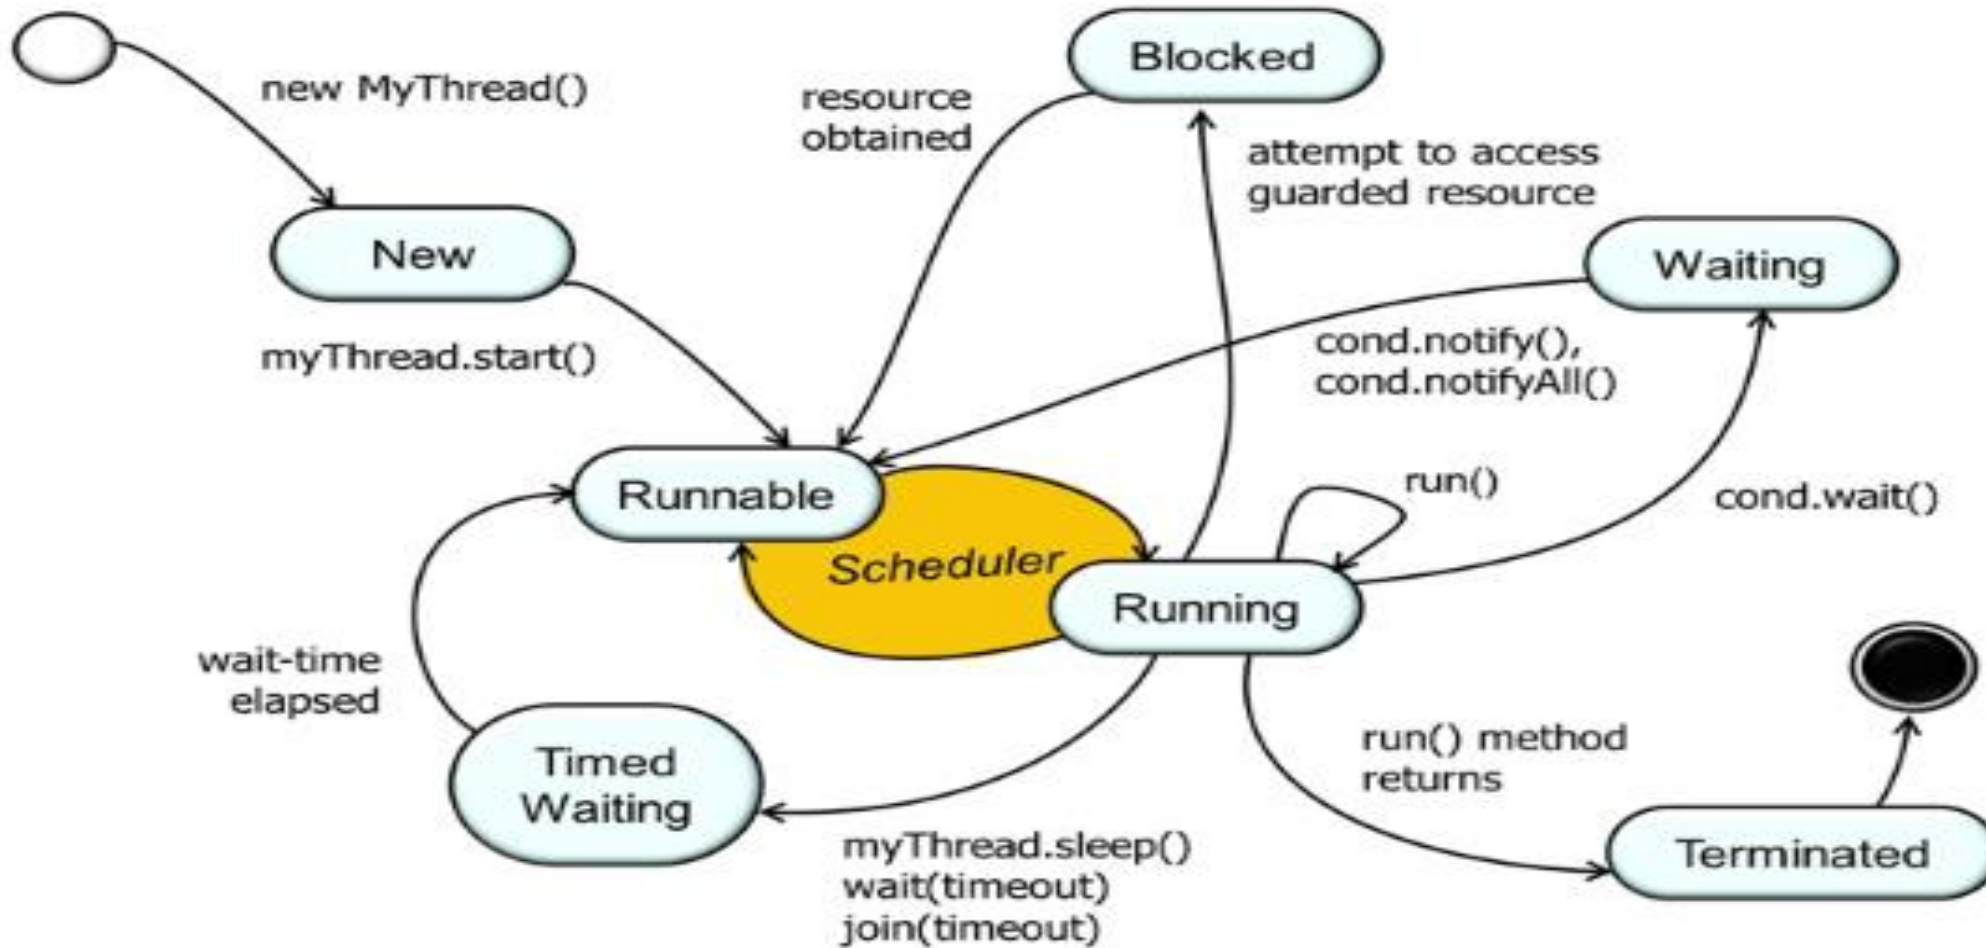 Blocked
new MyThread()
resource
obtained
attempt to access
guarded resource
New
Waiting
myThread.start()
cond.notify(),
cond.notifyAll()
Runnable
run()
cond.wait()
Scheduler
Running
wait-time
elapsed
Timed
Waiting
run() method
returns
myThread.sleep()
wait(timeout)
join(timeout)
Terminated